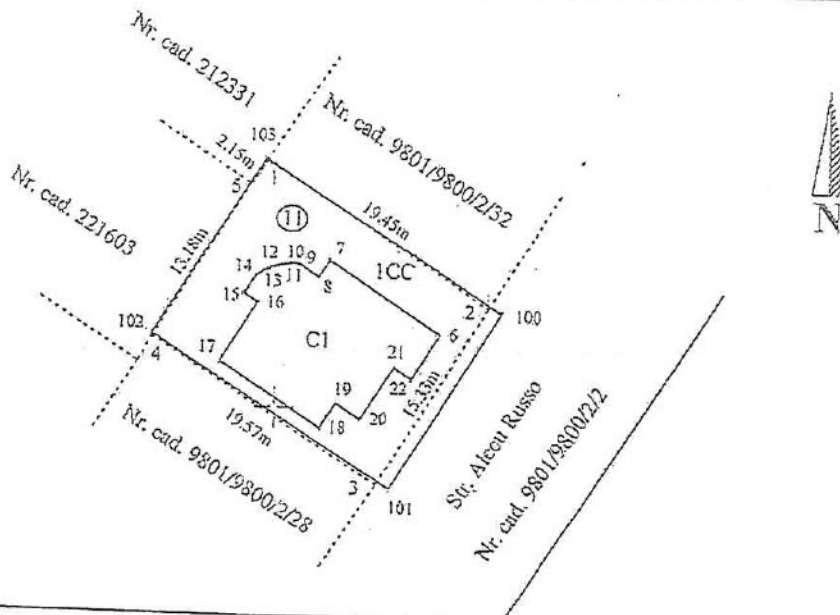 Nr. cad. 212331
103
2.15m
Nr. cad. 9801/9800/2/32
N
5
1
Nr. cad. 221603
11
19.45m
13.18m
12
10
9
7
1CC
14
13
11
8
15
16
2
100
102
6
4
17
C1
21
22
15.33m
19
20
18
1
19.57m
Str. Alecu Russo
3
101
Nr. cad. 9801/9800/2/28
Nr. cad. 9801/9800/2/2